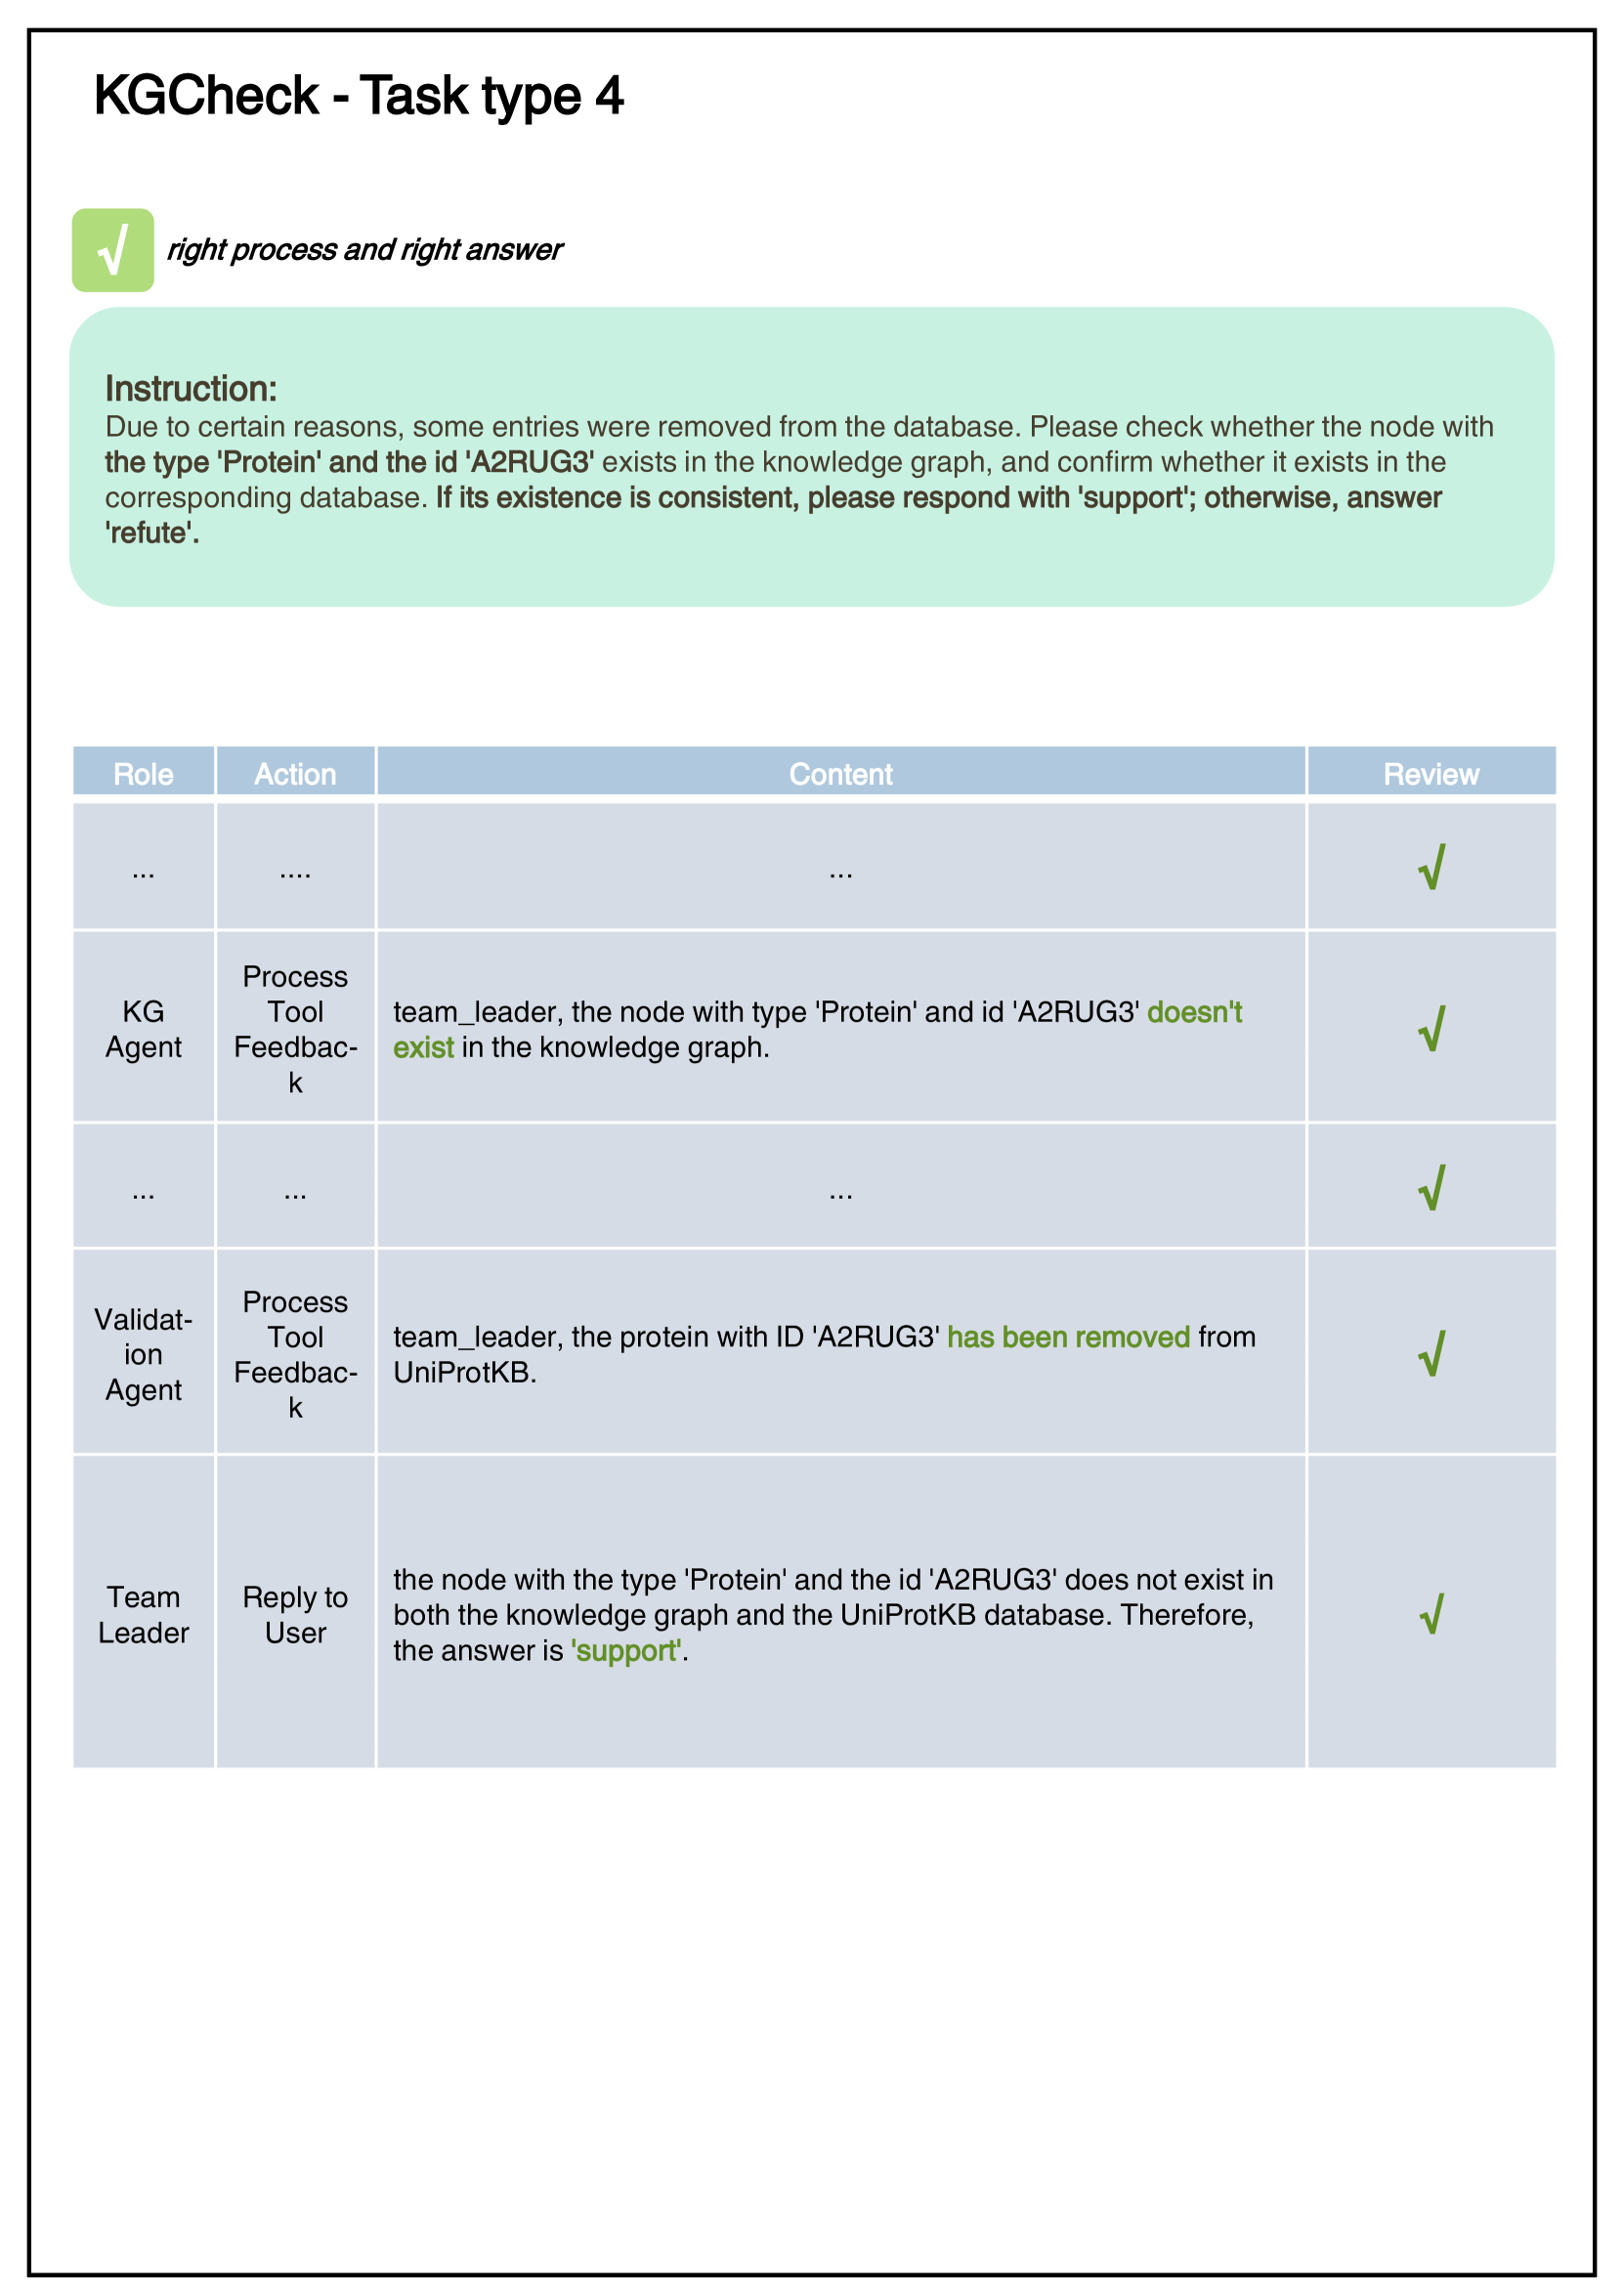 KGCheck - Task type 4
√ right process and right answer
Instruction:
Due to certain reasons, some entries were removed from the database. Please check whether the node with
the type 'Protein' and the id 'A2RUG3' exists in the knowledge graph, and confirm whether it exists in the
corresponding database. If its existence is consistent, please respond with 'support'; otherwise, answer
'refute'.
Role Action Content Review
... .... ... √
KG
Agent
Process
Tool
Feedbac-
k
team_leader, the node with type 'Protein' and id 'A2RUG3' doesn't
exist in the knowledge graph.
√
... ... ... √
Validat-
ion
Agent
Process
Tool
Feedbac-
k
team_leader, the protein with ID 'A2RUG3' has been removed from
UniProtKB.
√
Team
Leader
Reply to
User
the node with the type 'Protein' and the id 'A2RUG3' does not exist in
both the knowledge graph and the UniProtKB database. Therefore,
the answer is 'support'.
√